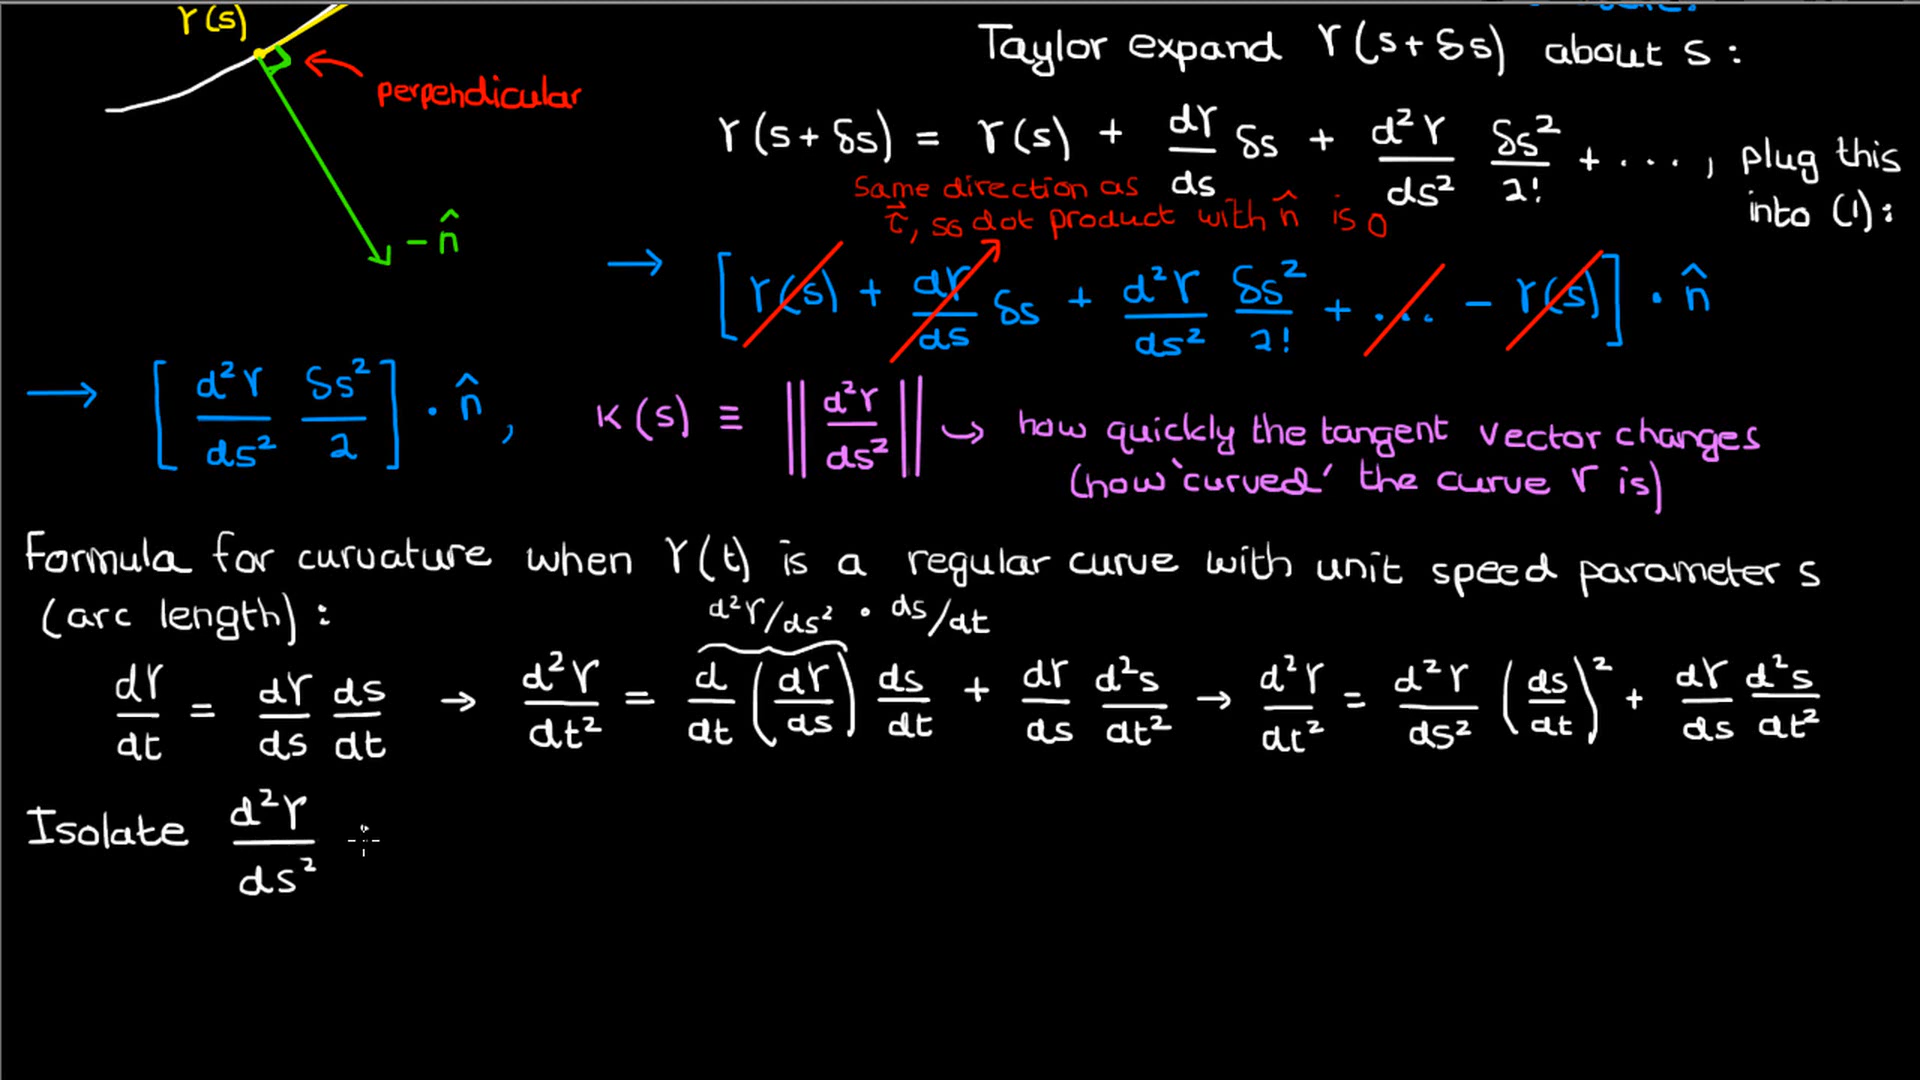 r(s)
perpendicular
-n̂
Taylor expand r(s+δs) about s:
r(s+δs) = r(s) + dr/ds δs + d²r/ds² δs²/2! + ..., plug this
into (1):
Same direction as
τ⃗, so dot product with n̂ is 0
→ [r(s) + dr/ds δs + d²r/ds² δs²/2! + ... - r(s)] · n̂
→ [d²r/ds² δs²/2] · n̂, κ(s) ≡ ||d²r/ds²|| ↪ how quickly the tangent vector changes
(how 'curved' the curve r is)
Formula for curvature when r(t) is a regular curve with unit speed parameter s
(arc length):
d²r/ds² · ds/dt
dr/dt = dr/ds ds/dt → d²r/dt² = d/dt (dr/ds) ds/dt + dr/ds d²s/dt² → d²r/dt² = d²r/ds² (ds/dt)² + dr/ds d²s/dt²
Isolate d²r/ds²